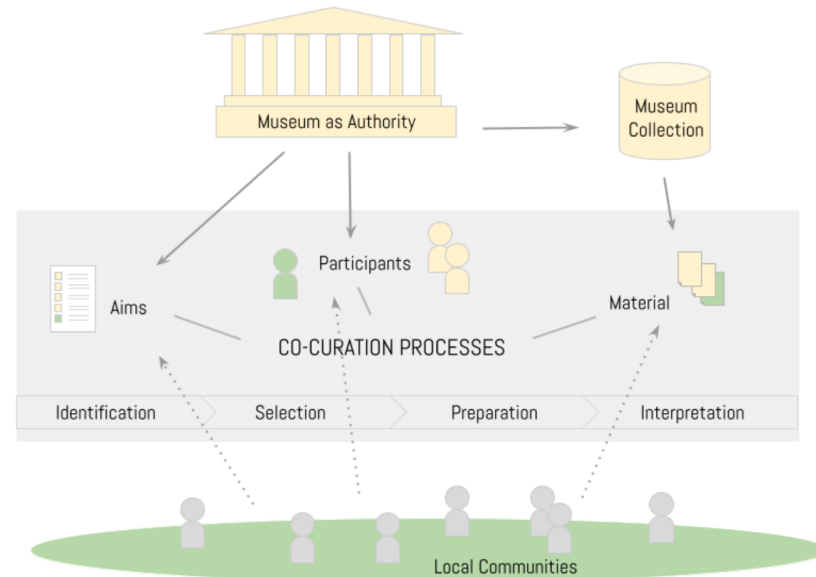 Museum as Authority
Museum
Collection
Participants
Aims
Material
CO-CURATION PROCESSES
Identification
Selection
Preparation
Interpretation
Local Communities